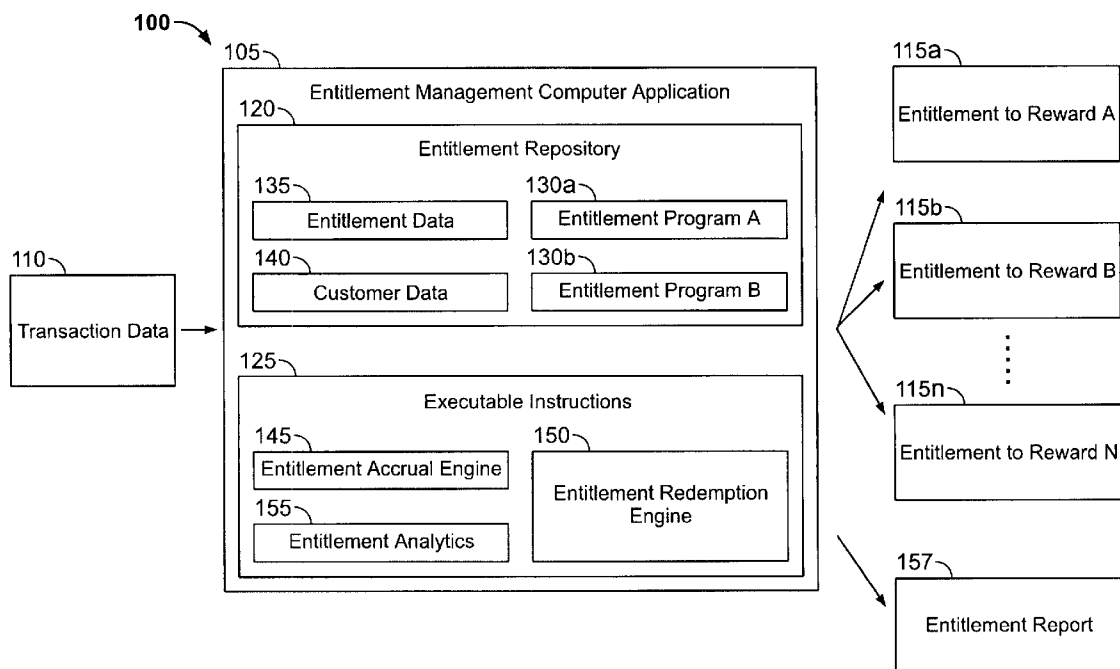 100
105
Entitlement Management Computer Application
120
Entitlement Repository
135
Entitlement Data
130a
Entitlement Program A
140
Customer Data
130b
Entitlement Program B
110
Transaction Data
125
Executable Instructions
145
Entitlement Accrual Engine
150
Entitlement Redemption
Engine
155
Entitlement Analytics
115a
Entitlement to Reward A
115b
Entitlement to Reward B
115n
Entitlement to Reward N
157
Entitlement Report